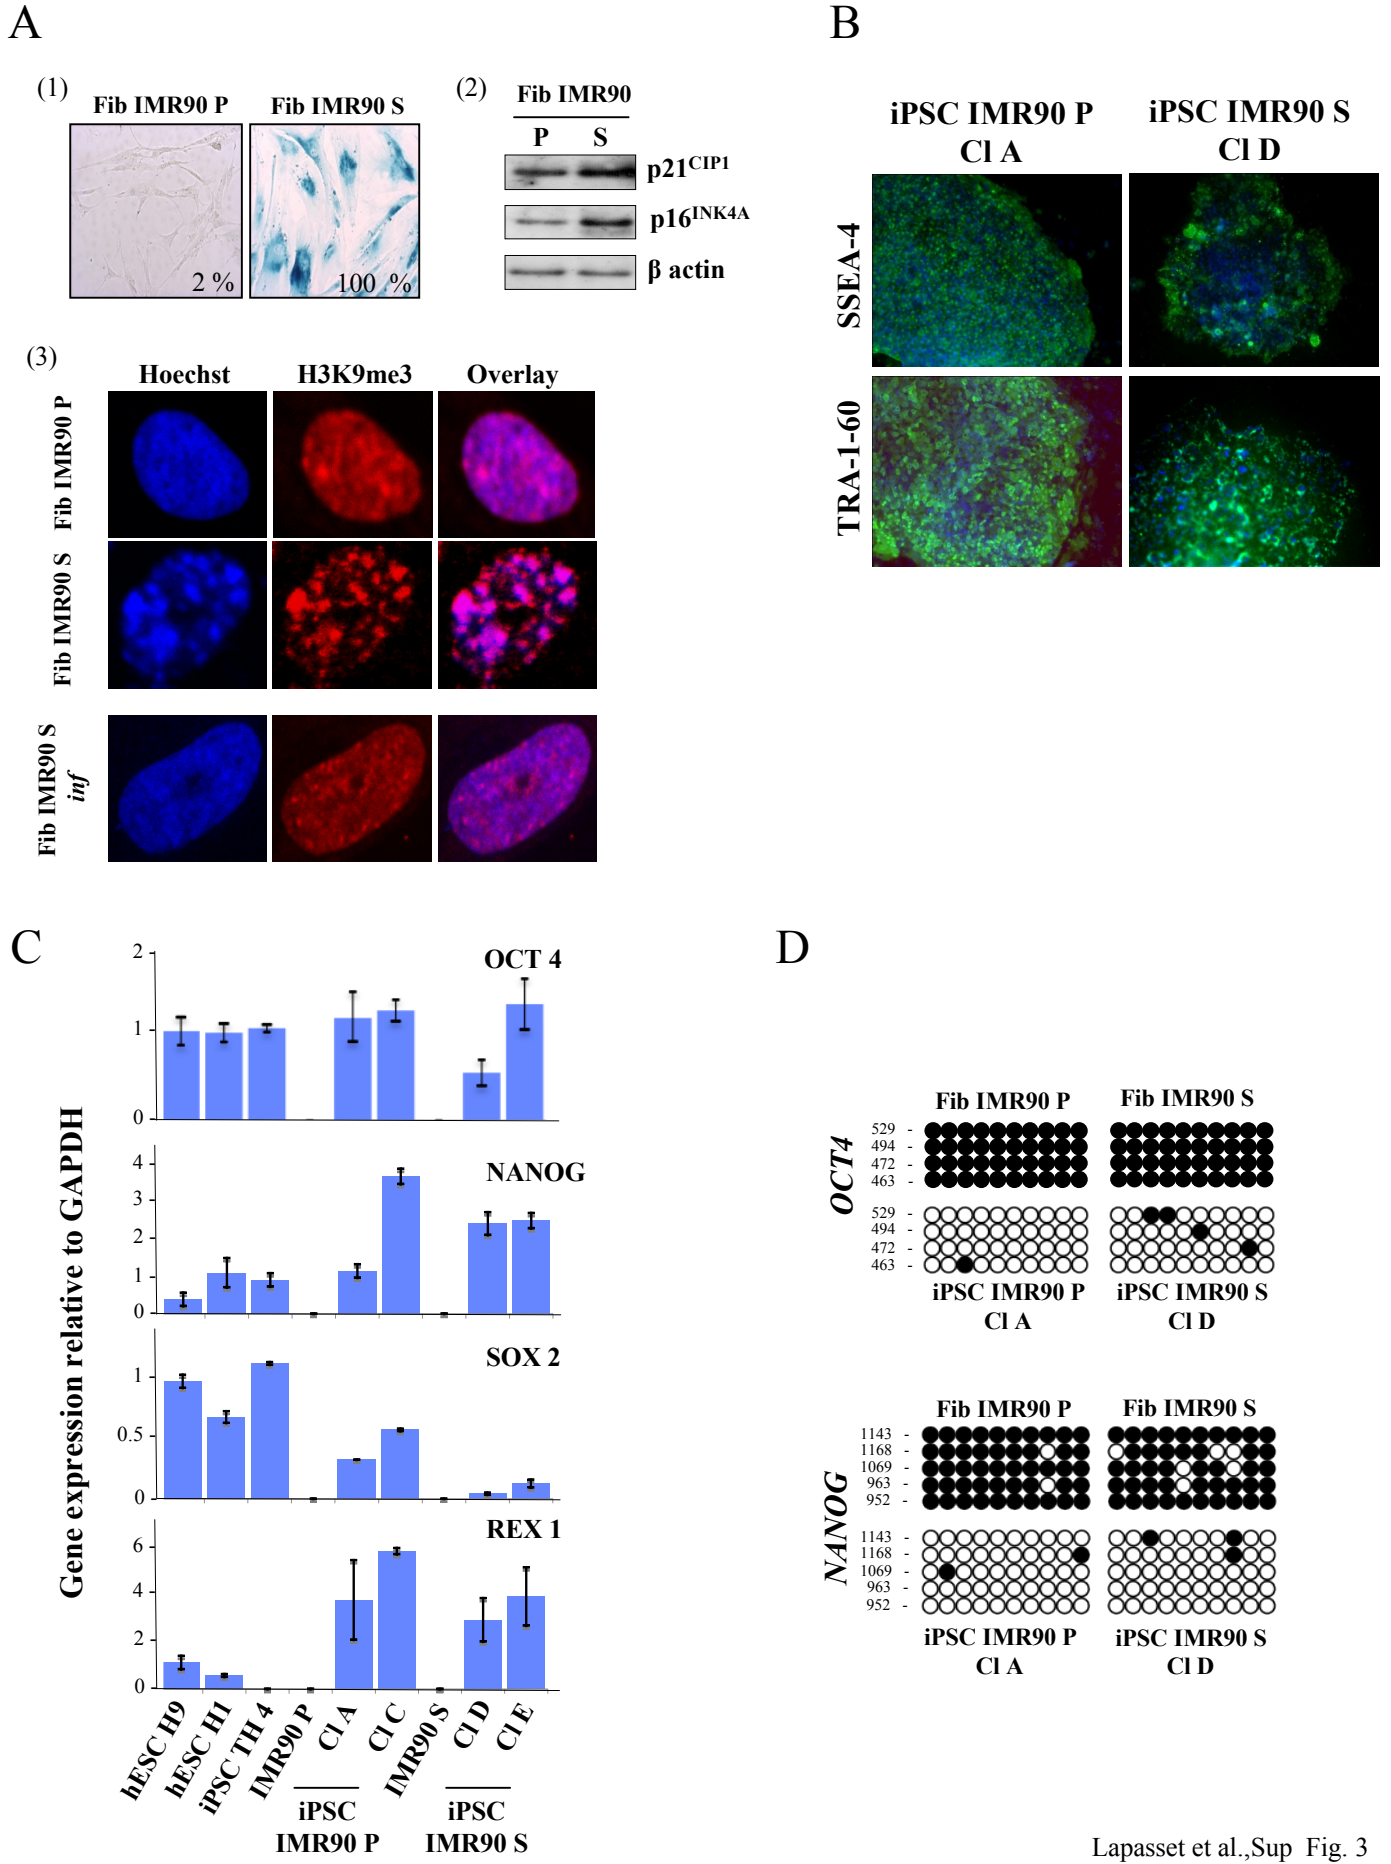 A
(1)
Fib IMR90 P
Fib IMR90 S
2 %
100 %
(2)
Fib IMR90
P S
p21CIP1
p16INK4A
β actin
(3)
Hoechst H3K9me3 Overlay
Fib IMR90 P
Fib IMR90 S
Fib IMR90 S
inf
B
iPSC IMR90 P
Cl A
iPSC IMR90 S
Cl D
SSEA-4
TRA-1-60
C
Gene expression relative to GAPDH
OCT 4
2
1
0
NANOG
4
3
2
1
0
SOX 2
1
0.5
0
REX 1
6
4
2
0
hESC H9
hESC H1
iPSC TH 4
IMR90 P
Cl A
Cl C
IMR90 S
Cl D
Cl E
iPSC
IMR90 P
iPSC
IMR90 S
D
OCT4
Fib IMR90 P
Fib IMR90 S
529 -
494 -
472 -
463 -
529 -
494 -
472 -
463 -
iPSC IMR90 P
Cl A
iPSC IMR90 S
Cl D
NANOG
Fib IMR90 P
Fib IMR90 S
1143 -
1168 -
1069 -
963 -
952 -
1143 -
1168 -
1069 -
963 -
952 -
iPSC IMR90 P
Cl A
iPSC IMR90 S
Cl D
Lapasset et al.,Sup Fig. 3